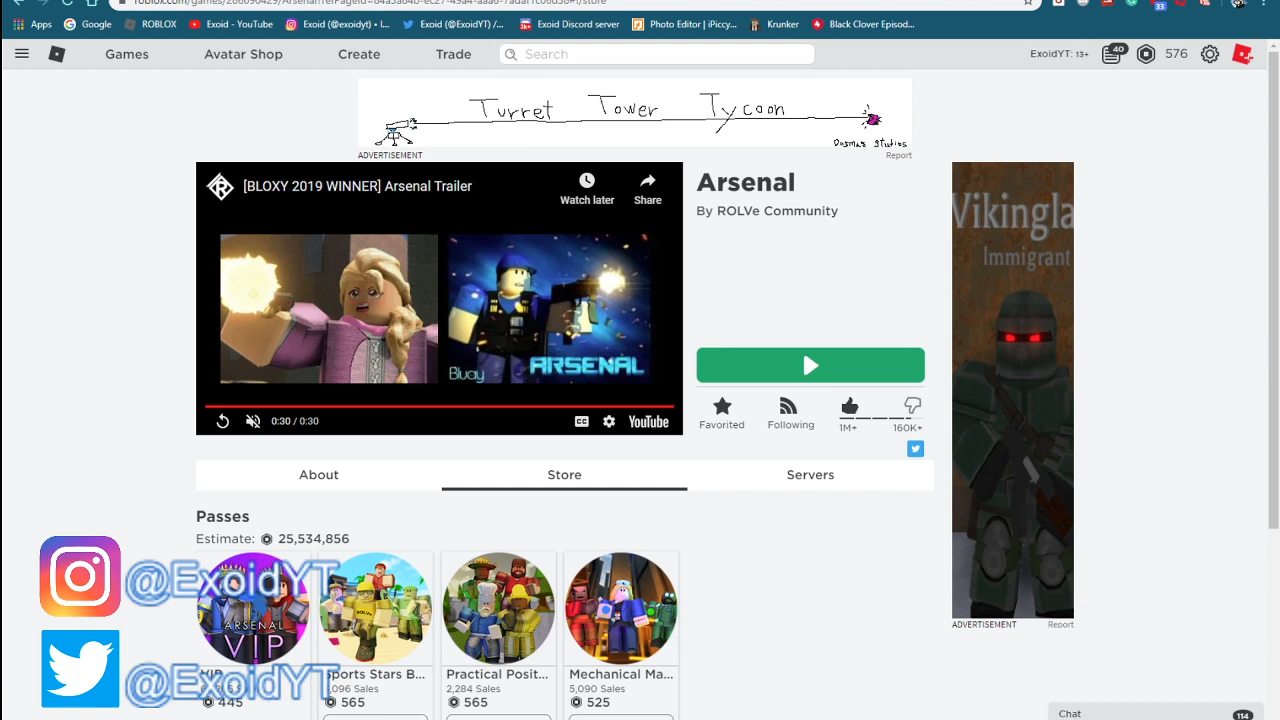 Apps Google ROBLOX Exoid - YouTube Exoid (@exoidyt) • I... Exoid (@ExoidYT) /... Exoid Discord server Photo Editor | iPiccy... Krunker Black Clover Episod...
Games Avatar Shop Create Trade Search ExoidYT: 13+ 40 576
Turret Tower Tycoon
ADVERTISEMENT Report
[BLOXY 2019 WINNER] Arsenal Trailer
Watch later Share
Bluay ARSENAL
0:30 / 0:30 CC YouTube
Arsenal
By ROLVe Community
Favorited Following 1M+ 160K+
Vikingla
Immigrant
ADVERTISEMENT Report
About Store Servers
Passes
Estimate: 25,534,856
@ExoidYT
@ExoidYT
ARSENAL
VIP
ROLVe
VIP
445
Sports Stars B...
565
Practical Posit...
2,284 Sales
565
Mechanical Ma...
5,090 Sales
525
Chat 114